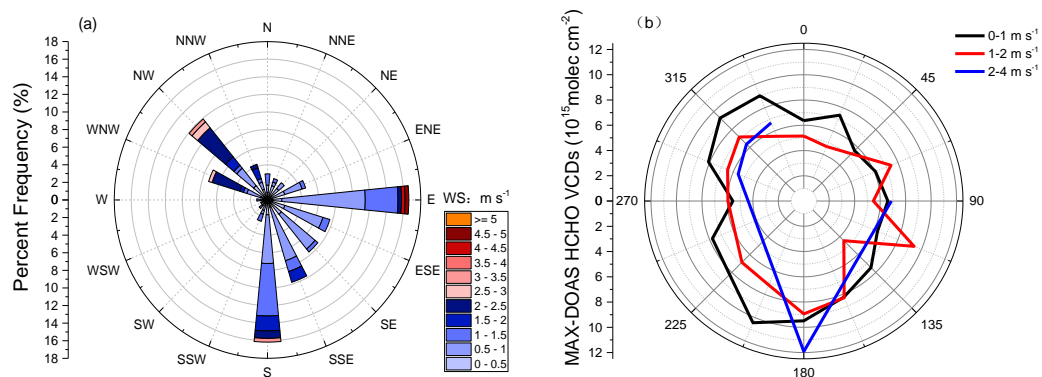 (a)
Percent Frequency (%)
18
16
14
12
10
8
6
4
2
0
2
4
6
8
10
12
14
16
18
N
NNE
NE
ENE
E
ESE
SE
SSE
S
SSW
SW
WSW
W
WNW
NW
NNW
WS: m s⁻¹
>= 5
4.5 - 5
4 - 4.5
3.5 - 4
3 - 3.5
2.5 - 3
2 - 2.5
1.5 - 2
1 - 1.5
0.5 - 1
0 - 0.5
(b)
MAX-DOAS HCHO VCDs (10¹⁵molec cm⁻²)
12
10
8
6
4
2
0
2
4
6
8
10
12
0
45
90
135
180
225
270
315
0-1 m s⁻¹
1-2 m s⁻¹
2-4 m s⁻¹